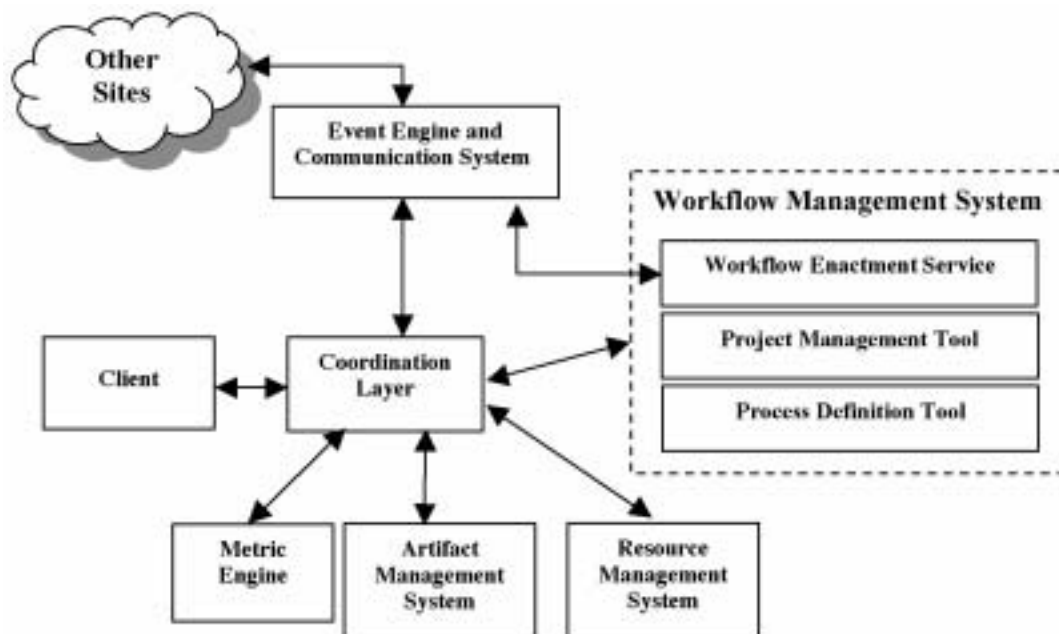 Other
Sites
Event Engine and
Communication System
Workflow Management System
Workflow Enactment Service
Project Management Tool
Process Definition Tool
Client
Coordination
Layer
Metric
Engine
Artifact
Management
System
Resource
Management
System